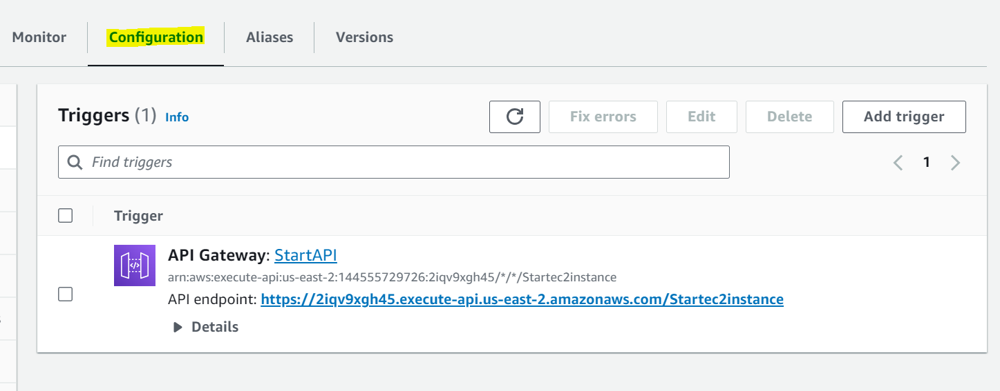 Monitor
Configuration
Aliases
Versions
Triggers (1) Info
Fix errors
Edit
Delete
Add trigger
Find triggers
1
Trigger
API Gateway: StartAPI
arn:aws:execute-api:us-east-2:144555729726:2iqv9xgh45/*/*/Startec2instance
API endpoint: https://2iqv9xgh45.execute-api.us-east-2.amazonaws.com/Startec2instance
Details